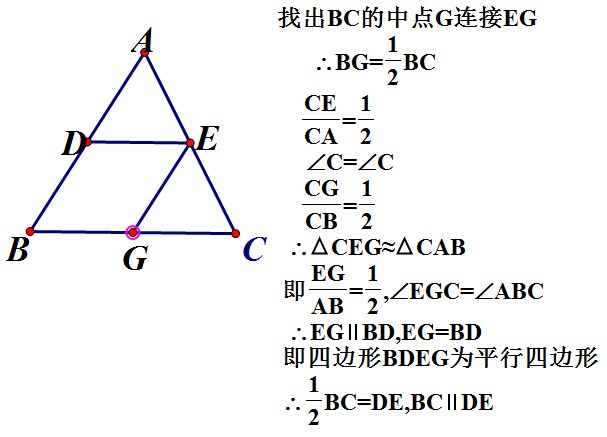 找出BC的中点G连接EG
∴BG=1/2BC
CE/CA=1/2
∠C=∠C
CG/CB=1/2
∴△CEG≈△CAB
即EG/AB=1/2,∠EGC=∠ABC
∴EG∥BD,EG=BD
即四边形BDEG为平行四边形
∴1/2BC=DE,BC∥DE
A
D
E
B
G
C